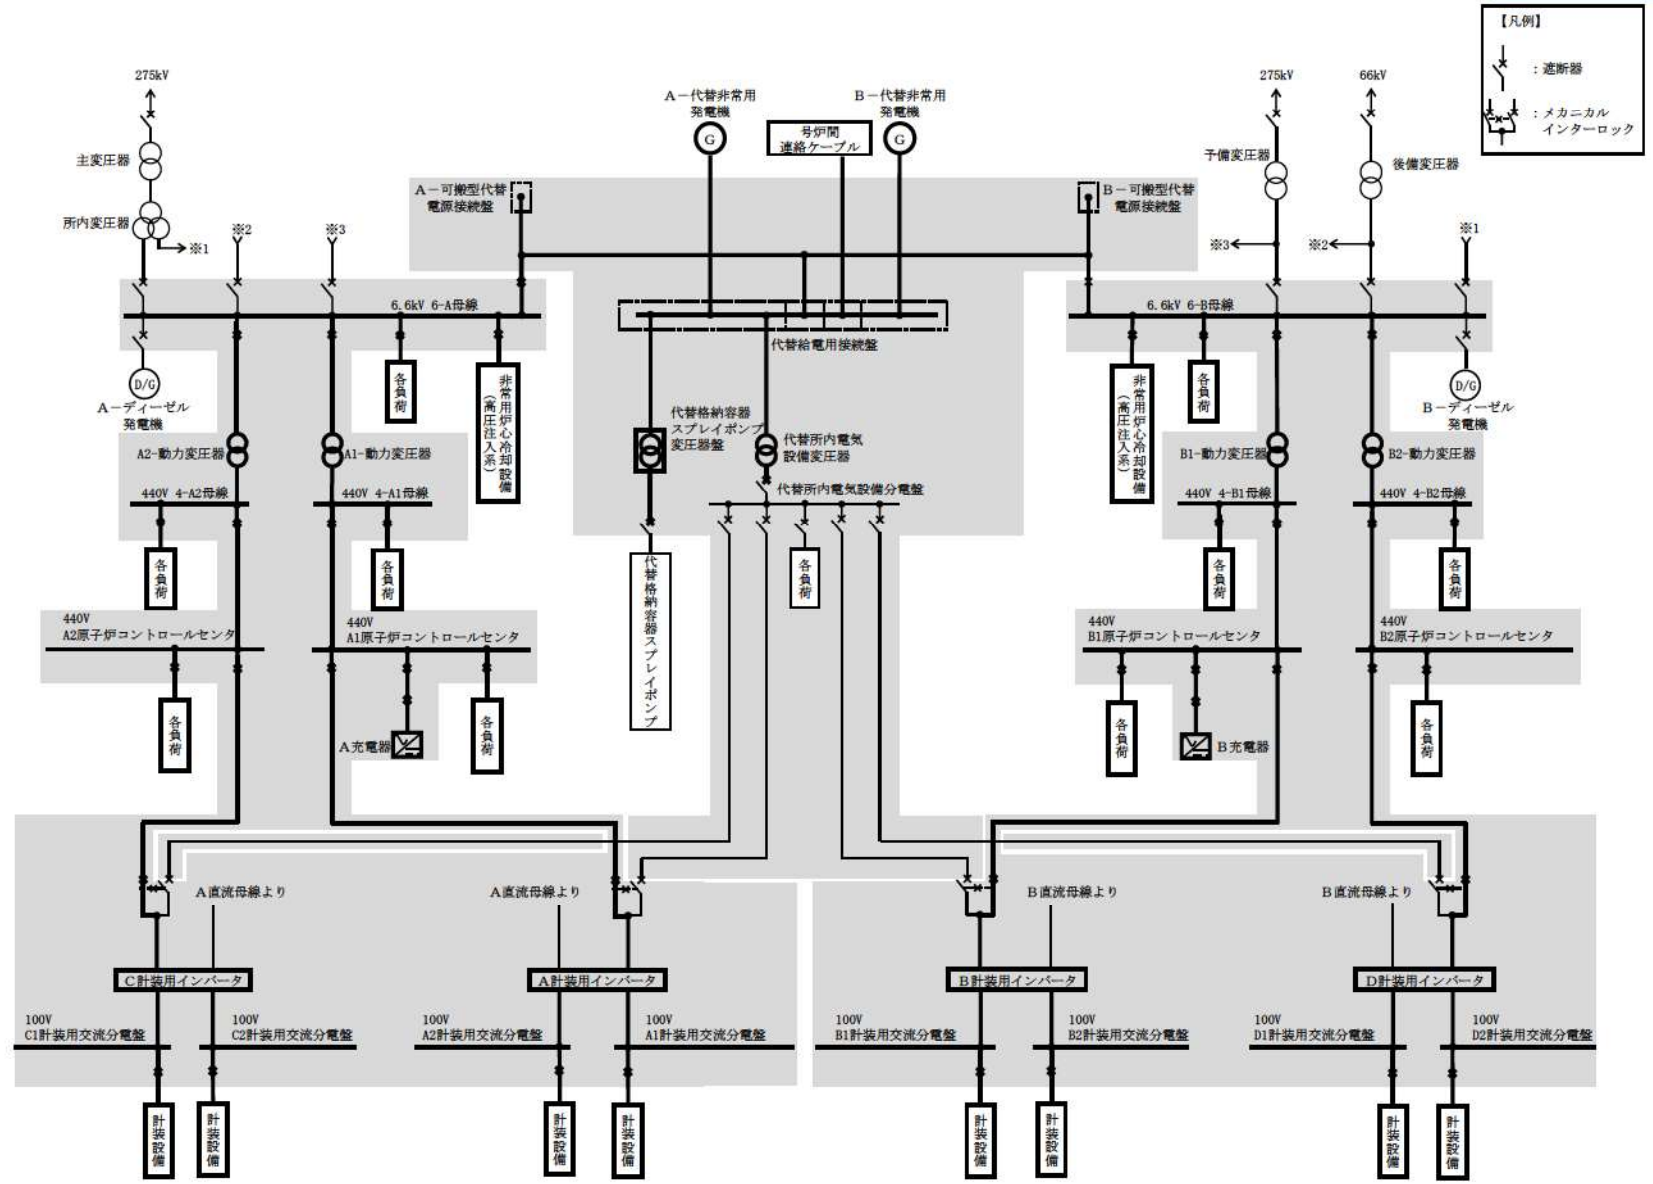 【凡例】
：遮断器
：メカニカル
インターロック
275kV
主変圧器
所内変圧器
※1
※2
※3
A－代替非常用
発電機
G
号炉間
連絡ケーブル
B－代替非常用
発電機
G
275kV
66kV
予備変圧器
後備変圧器
※3
※2
※1
A－可搬型代替
電源接続盤
B－可搬型代替
電源接続盤
6.6kV 6-A母線
6.6kV 6-B母線
代替給電用接続盤
D/G
A－ディーゼル
発電機
各負荷
非常用炉心冷却設備
（高圧注入系）
非常用炉心冷却設備
（高圧注入系）
各負荷
D/G
B－ディーゼル
発電機
代替格納容器
スプレイポンプ
変圧器盤
代替所内電気
設備変圧器
A2-動力変圧器
A1-動力変圧器
B1-動力変圧器
B2-動力変圧器
440V 4-A2母線
440V 4-A1母線
代替所内電気設備分電盤
440V 4-B1母線
440V 4-B2母線
各負荷
各負荷
代替格納容器スプレイポンプ
各負荷
各負荷
各負荷
440V
A2原子炉コントロールセンタ
440V
A1原子炉コントロールセンタ
440V
B1原子炉コントロールセンタ
440V
B2原子炉コントロールセンタ
各負荷
A充電器
各負荷
各負荷
B充電器
各負荷
A直流母線より
A直流母線より
B直流母線より
B直流母線より
C計装用インバータ
A計装用インバータ
B計装用インバータ
D計装用インバータ
100V
C1計装用交流分電盤
100V
C2計装用交流分電盤
100V
A2計装用交流分電盤
100V
A1計装用交流分電盤
100V
B1計装用交流分電盤
100V
B2計装用交流分電盤
100V
D1計装用交流分電盤
100V
D2計装用交流分電盤
計装設備
計装設備
計装設備
計装設備
計装設備
計装設備
計装設備
計装設備